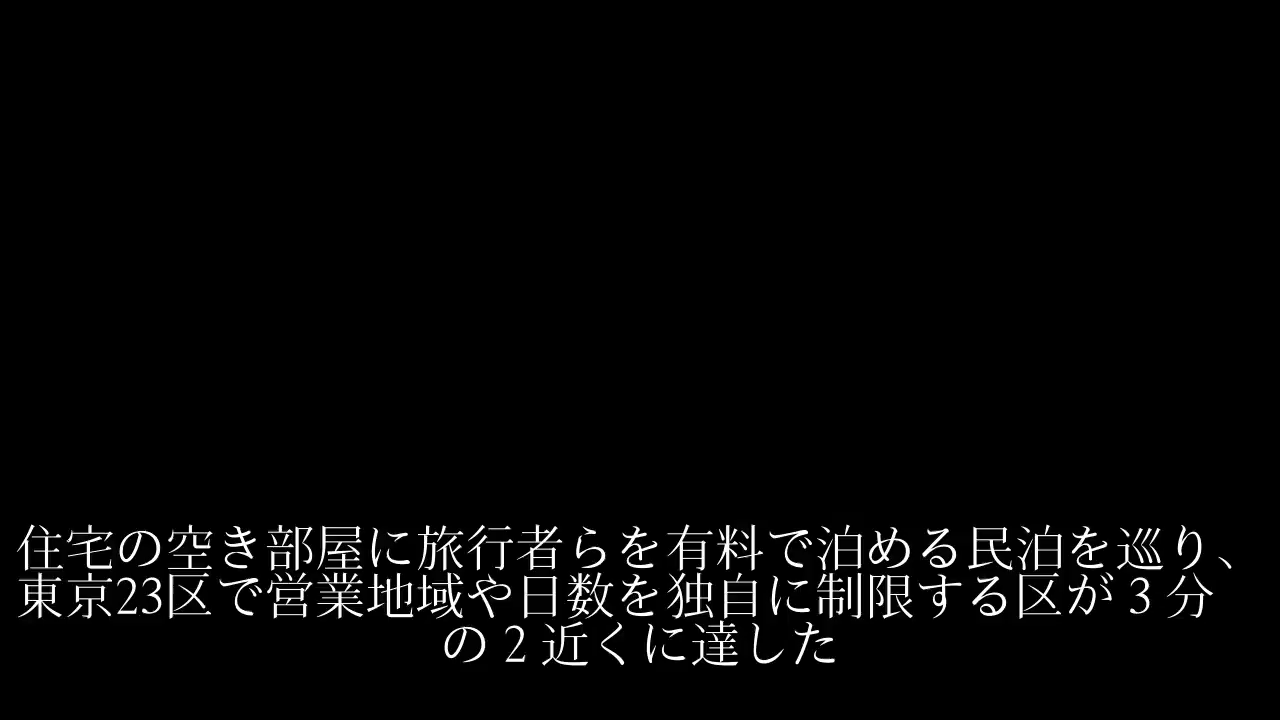 住宅の空き部屋に旅行者らを有料で泊める民泊を巡り、
東京23区で営業地域や日数を独自に制限する区が３分
の２近くに達した